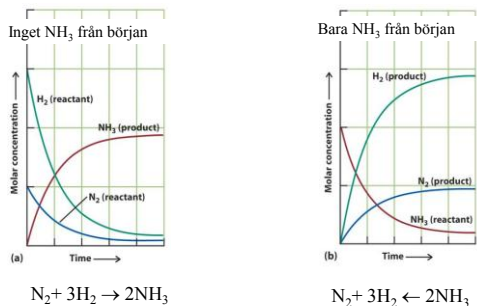 Inget NH₃ från början
H₂ (reactant)
NH₃ (product)
N₂ (reactant)
Molar concentration
(a)
Time
N₂+ 3H₂ → 2NH₃
Bara NH₃ från början
H₂ (product)
N₂ (product)
NH₃ (reactant)
Molar concentration
(b)
Time
N₂+ 3H₂ ← 2NH₃